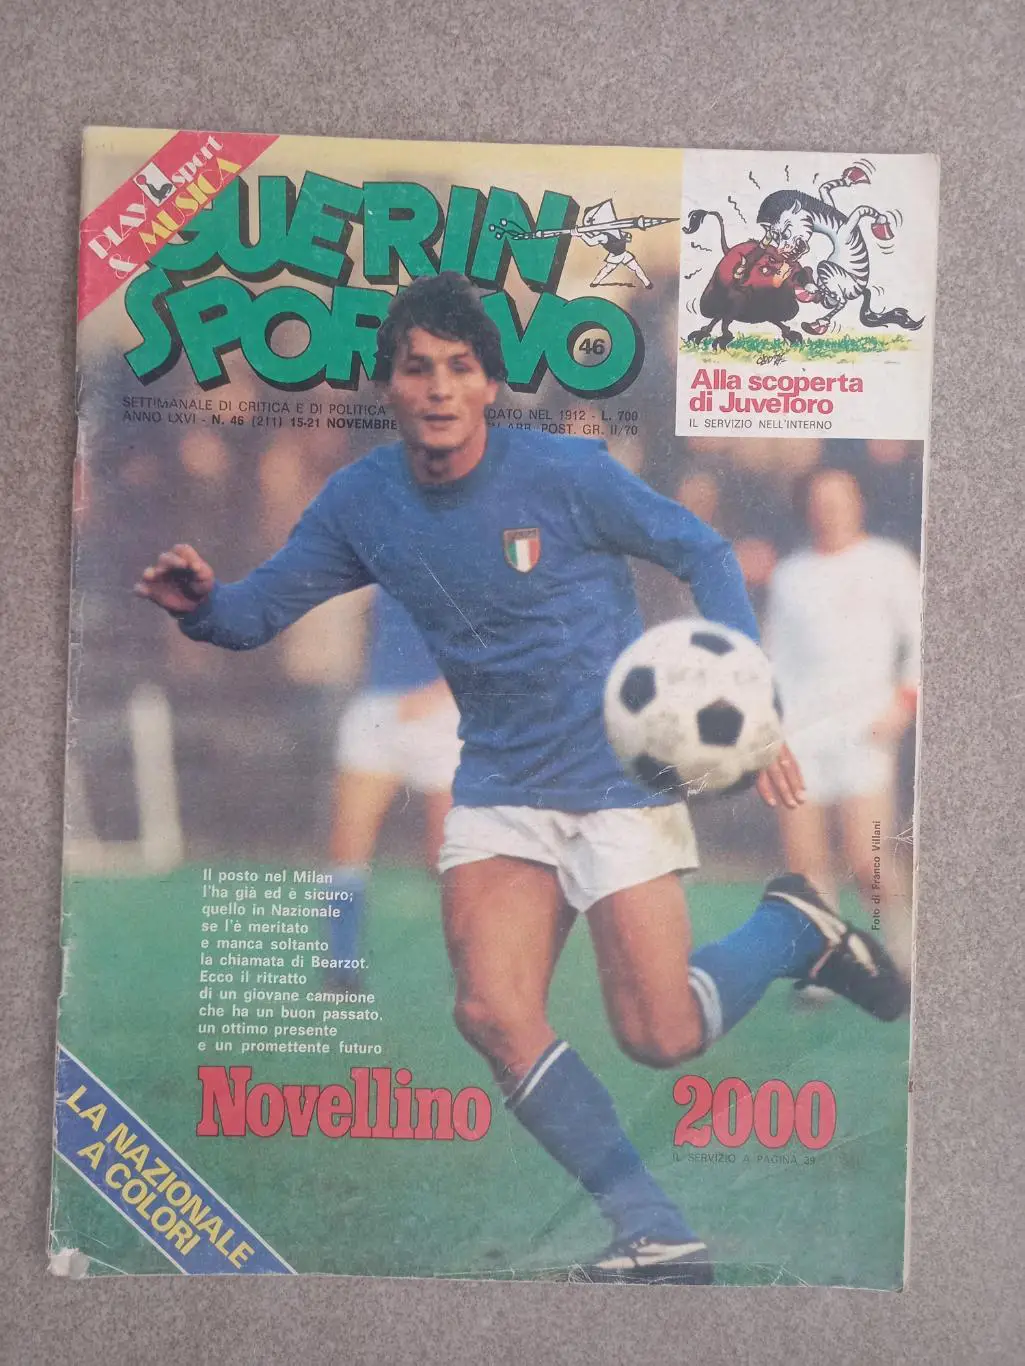 PLAY sport
& MUSICA
GUERIN
SPORTIVO
46
SETTIMANALE DI CRITICA E DI POLITICA DATO NEL 1912 - L. 700
ANNO LXVI - N. 46 (211) 15-21 NOVEMBRE ABB. POST. GR. II/70
Alla scoperta
di JuveToro
IL SERVIZIO NELL'INTERNO
Foto di Franco Villani
Il posto nel Milan
l'ha già ed è sicuro;
quello in Nazionale
se l'è meritato
e manca soltanto
la chiamata di Bearzot.
Ecco il ritratto
di un giovane campione
che ha un buon passato,
un ottimo presente
e un promettente futuro
Novellino 2000
IL SERVIZIO A PAGINA 39
LA NAZIONALE
A COLORI